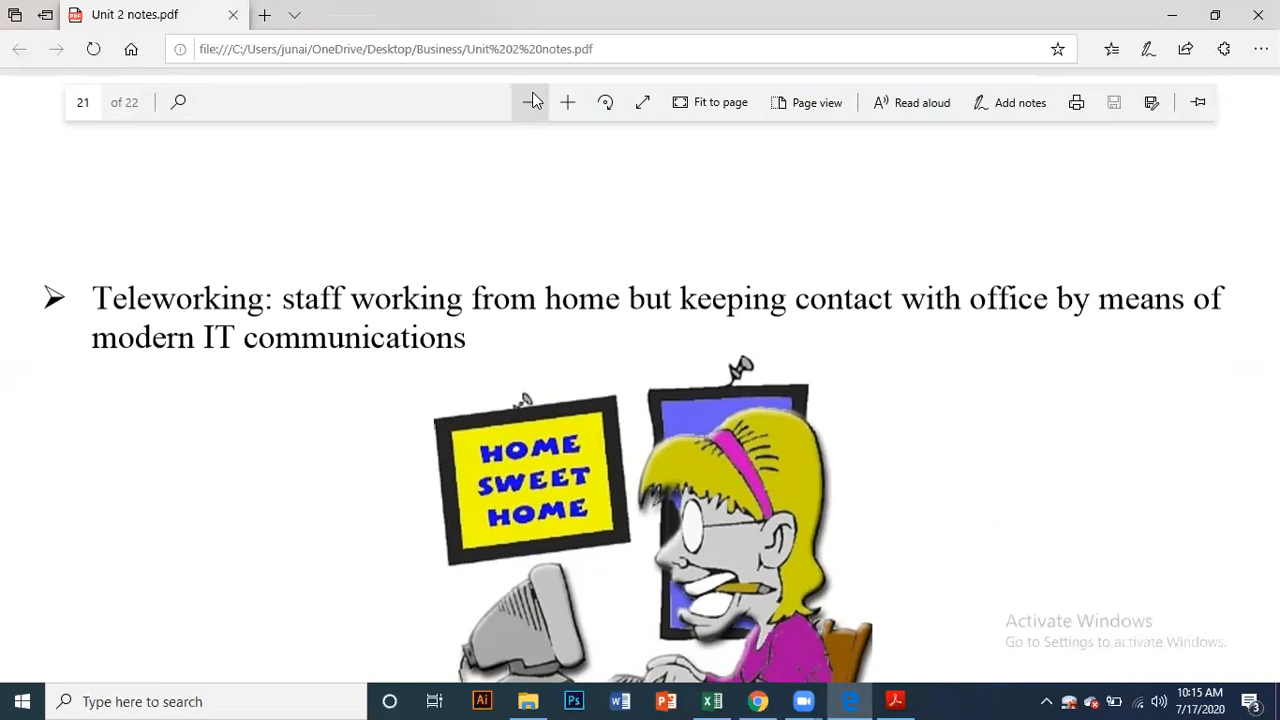 Unit 2 notes.pdf
file:///C:/Users/junai/OneDrive/Desktop/Business/Unit%202%20notes.pdf
21 of 22 Fit to page Page view Read aloud Add notes
Teleworking: staff working from home but keeping contact with office by means of
modern IT communications
HOME
SWEET
HOME
Activate Windows
Go to Settings to activate Windows.
Type here to search
10:15 AM
7/17/2020